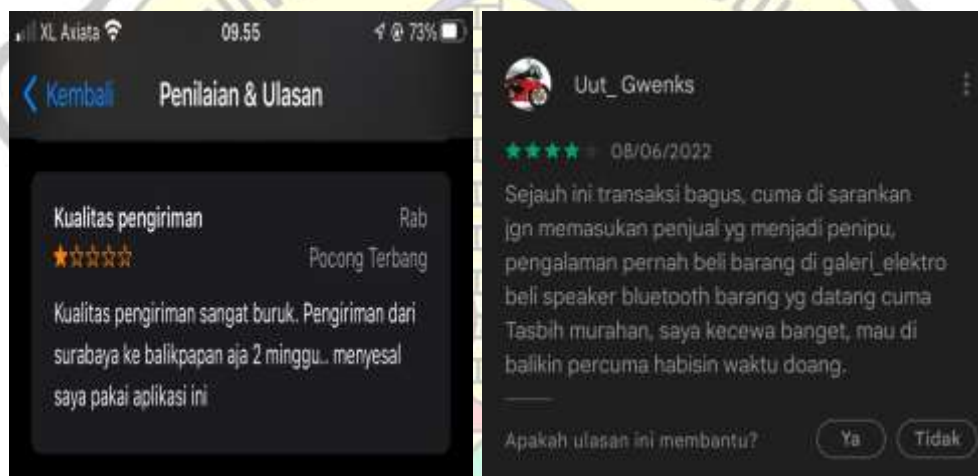 XL Axiata 09.55 73%
Kembali Penilaian & Ulasan
Kualitas pengiriman Rab
Pocong Terbang
Kualitas pengiriman sangat buruk. Pengiriman dari
surabaya ke balikpapan aja 2 minggu.. menyesal
saya pakai aplikasi ini
Uut_ Gwenks
08/06/2022
Sejauh ini transaksi bagus, cuma di sarankan
jgn memasukan penjual yg menjadi penipu,
pengalaman pernah beli barang di galeri_elektro
beli speaker bluetooth barang yg datang cuma
Tasbih murahan, saya kecewa banget, mau di
balikin percuma habisin waktu doang.
Apakah ulasan ini membantu? Ya Tidak